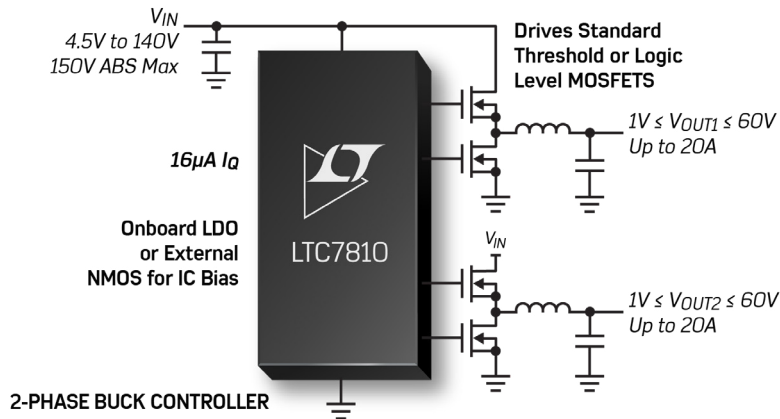 VIN
4.5V to 140V
150V ABS Max
Drives Standard
Threshold or Logic
Level MOSFETS
1V ≤ VOUT1 ≤ 60V
Up to 20A
16µA IQ
Onboard LDO
or External
NMOS for IC Bias
LT
LTC7810
VIN
1V ≤ VOUT2 ≤ 60V
Up to 20A
2-PHASE BUCK CONTROLLER